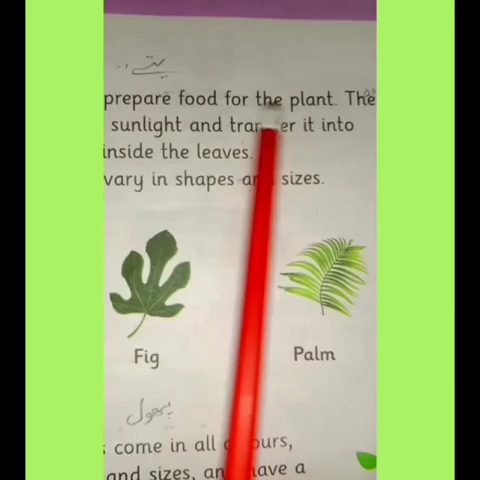 پتے
prepare food for the plant. The
sunlight and it into
inside the leaves.
vary in shapes sizes.
Fig Palm
پھول
come in all
and sizes, have a